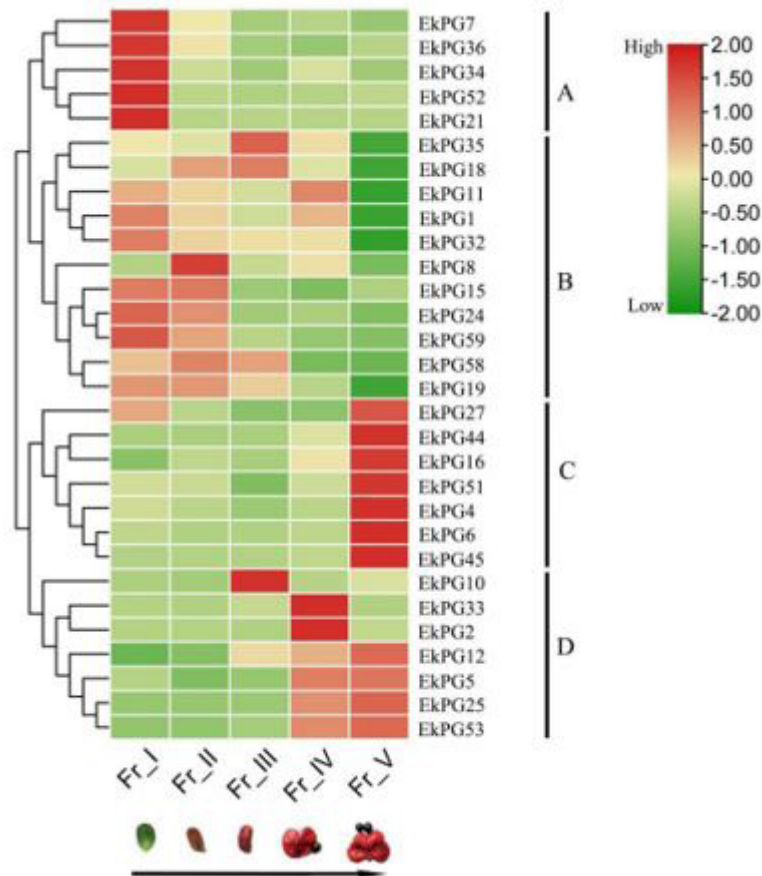 EkPG7
EkPG36
EkPG34
EkPG52
EkPG21
EkPG35
EkPG18
EkPG11
EkPG1
EkPG32
EkPG8
EkPG15
EkPG24
EkPG59
EkPG58
EkPG19
EkPG27
EkPG44
EkPG16
EkPG51
EkPG4
EkPG6
EkPG45
EkPG10
EkPG33
EkPG2
EkPG12
EkPG5
EkPG25
EkPG53
A
B
C
D
High
Low
2.00
1.50
1.00
0.50
0.00
-0.50
-1.00
-1.50
-2.00
Fr_I
Fr_II
Fr_III
Fr_IV
Fr_V